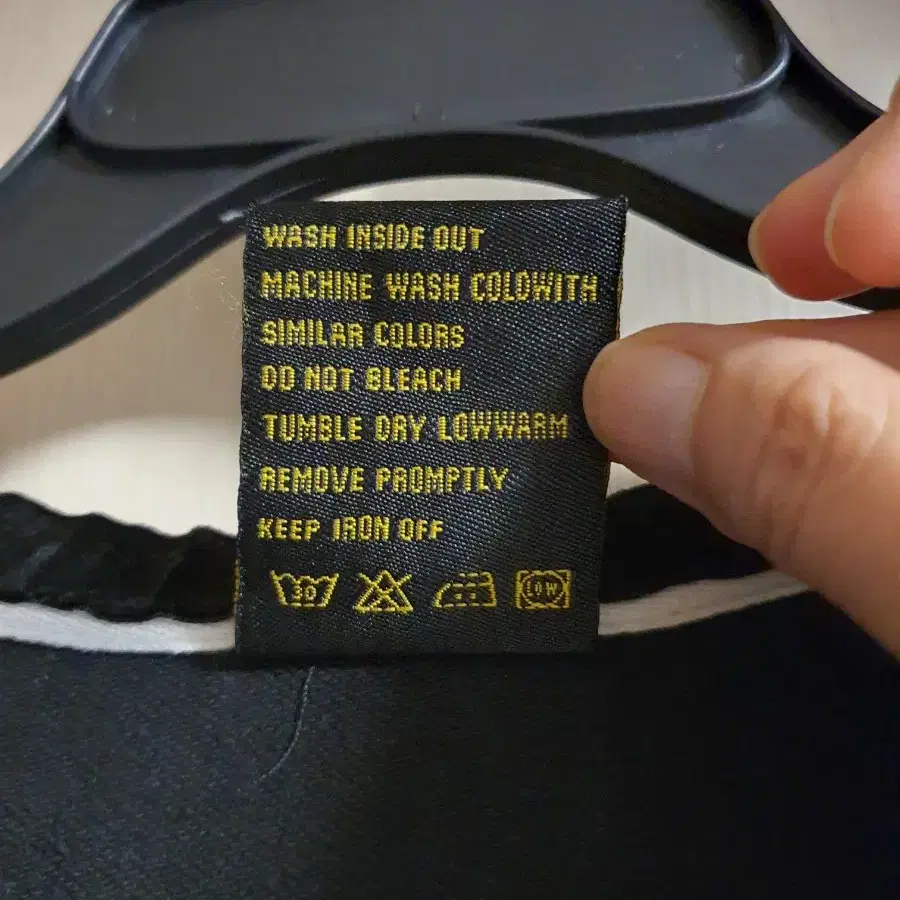 WASH INSIDE OUT
MACHINE WASH COLDWITH
SIMILAR COLORS
DO NOT BLEACH
TUMBLE DRY LOWWARM
REMOVE PROMPTLY
KEEP IRON OFF
30 LOW